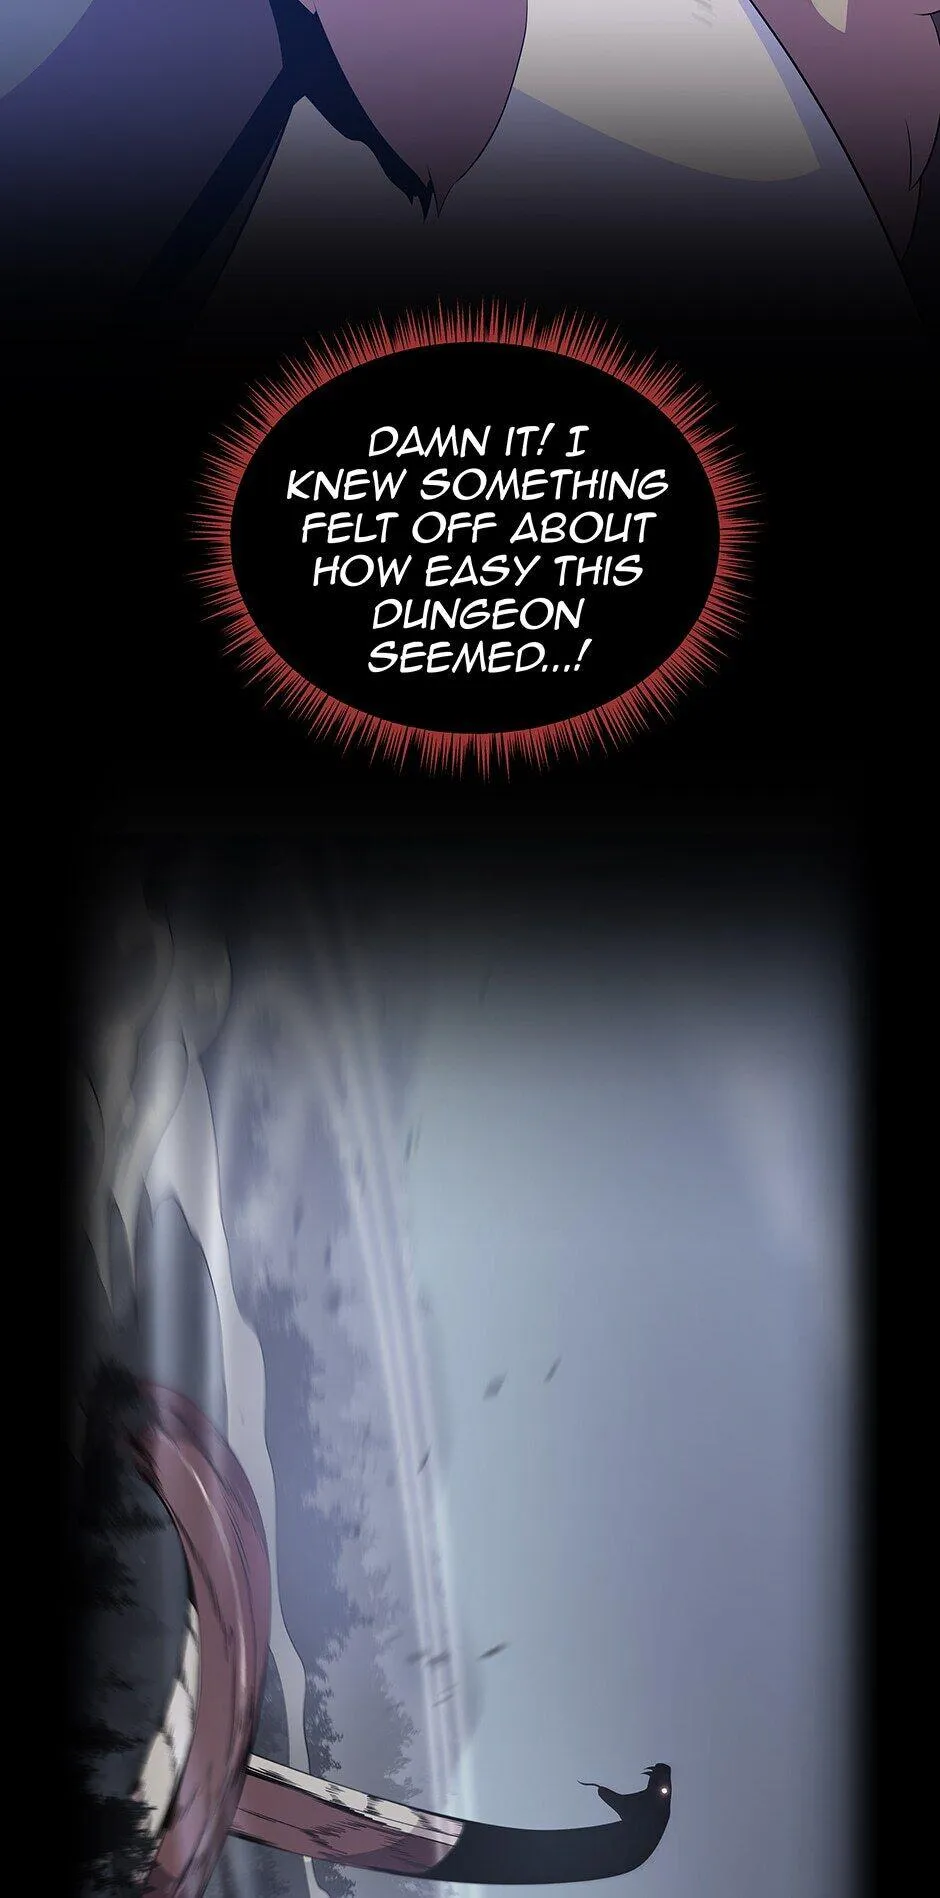 DAMN IT! I
KNEW SOMETHING
FELT OFF ABOUT
HOW EASY THIS
DUNGEON
SEEMED...!